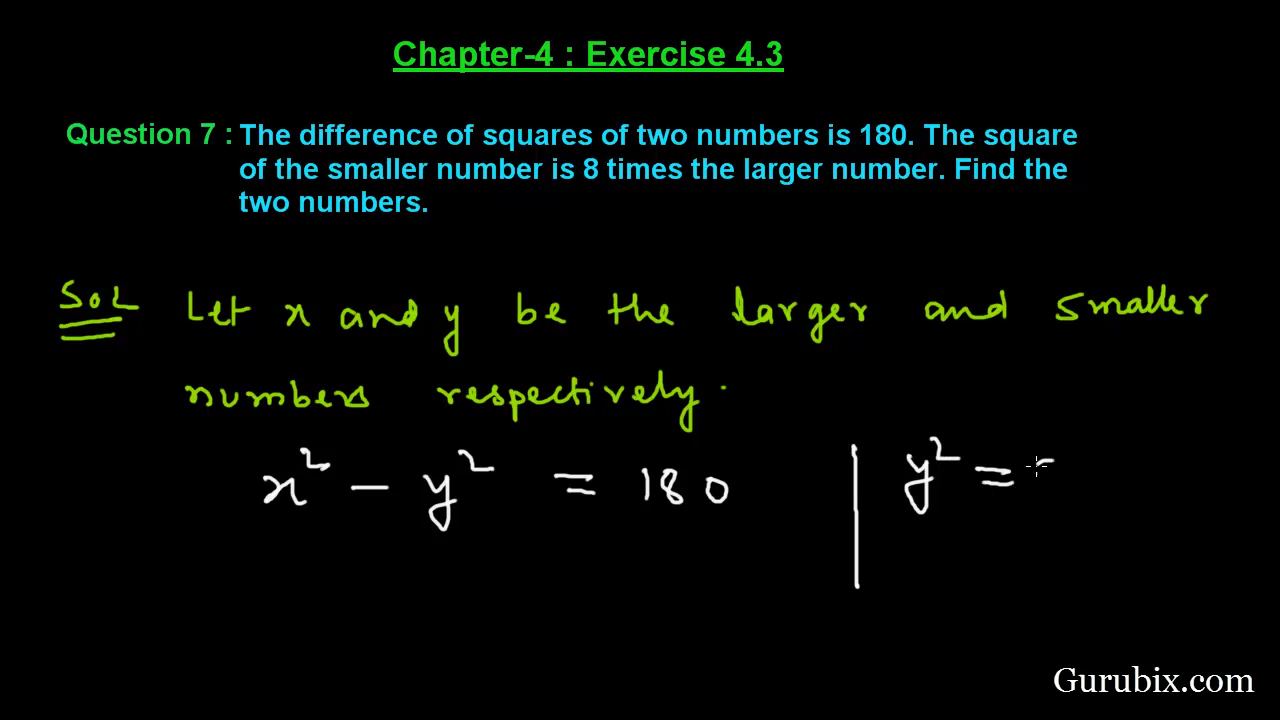 Chapter-4 : Exercise 4.3
Question 7 : The difference of squares of two numbers is 180. The square
of the smaller number is 8 times the larger number. Find the
two numbers.
Sol Let x and y be the larger and smaller
numbers respectively.
x² - y² = 180 | y² =
Gurubix.com